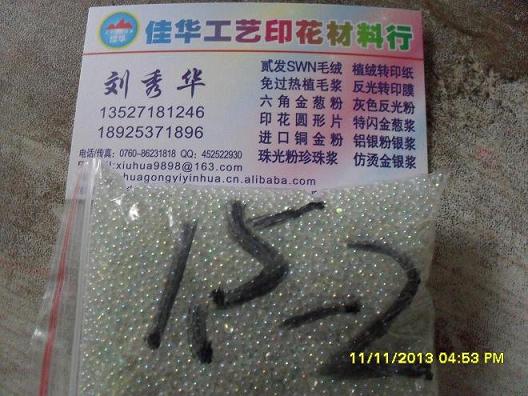 佳华工艺印花材料行
刘秀华
13527181246
18925371896
贰发SWN毛绒 植绒转印纸
免过热植毛浆 反光转印膜
六角金葱粉 灰色反光粉
印花圆形片 特闪金葱浆
进口铜金粉 铝银粉银浆
珠光粉珍珠浆 仿烫金银浆
电话/传真: 0760-86231818 QQ: 452522930
il:xiuhua9898@163.com
huagongyiyinhua.cn.alibaba.com
1.5-2
11/11/2013 04:53 PM